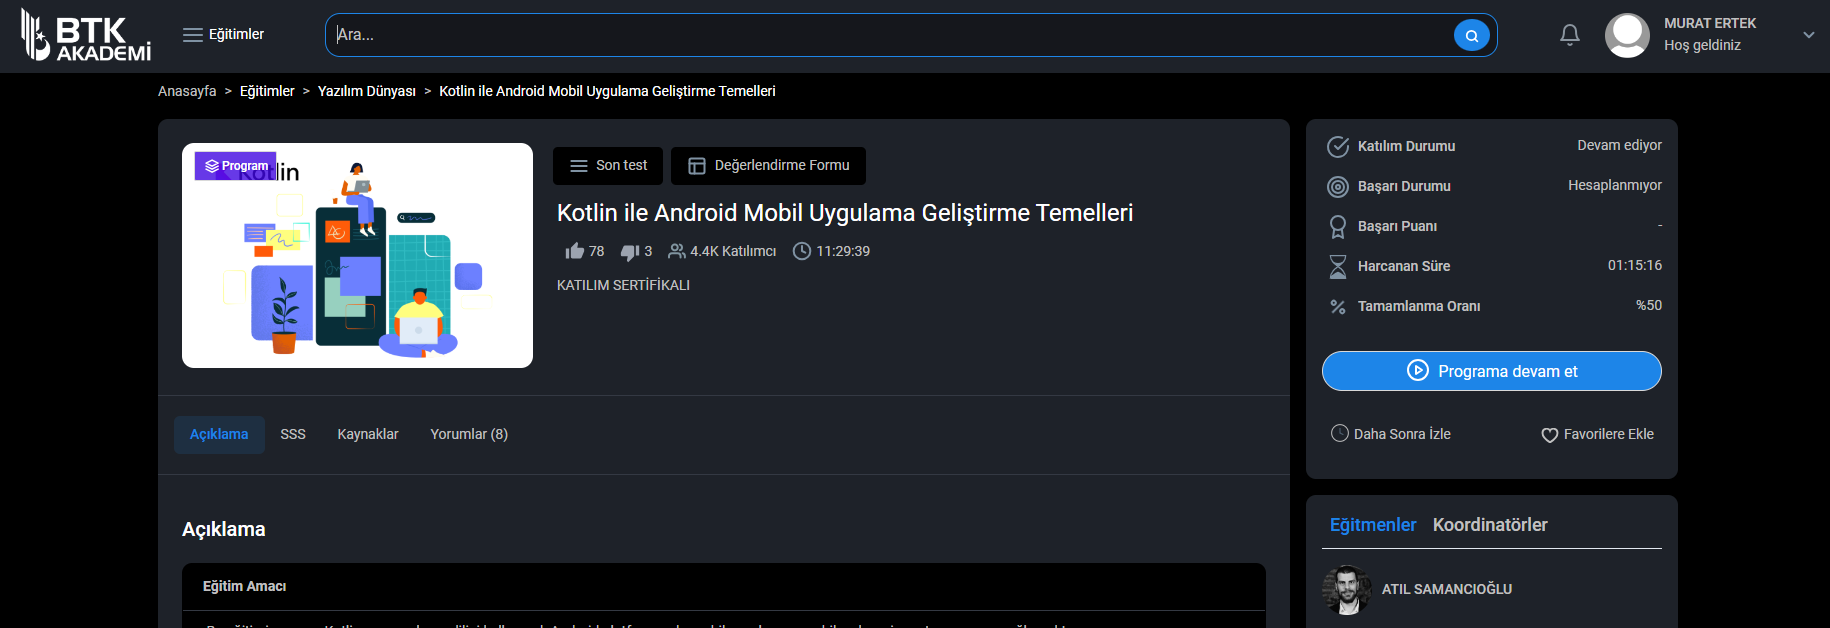 BTK
AKADEMİ
Eğitimler
Ara...
MURAT ERTEK
Hoş geldiniz
Anasayfa > Eğitimler > Yazılım Dünyası > Kotlin ile Android Mobil Uygulama Geliştirme Temelleri
Program
Kotlin
Son test
Değerlendirme Formu
Kotlin ile Android Mobil Uygulama Geliştirme Temelleri
78 3 4.4K Katılımcı 11:29:39
KATILIM SERTİFİKALI
Açıklama SSS Kaynaklar Yorumlar (8)
Açıklama
Eğitim Amacı
Katılım Durumu Devam ediyor
Başarı Durumu Hesaplanmıyor
Başarı Puanı -
Harcanan Süre 01:15:16
Tamamlanma Oranı %50
Programa devam et
Daha Sonra İzle Favorilere Ekle
Eğitmenler Koordinatörler
ATIL SAMANCIOĞLU